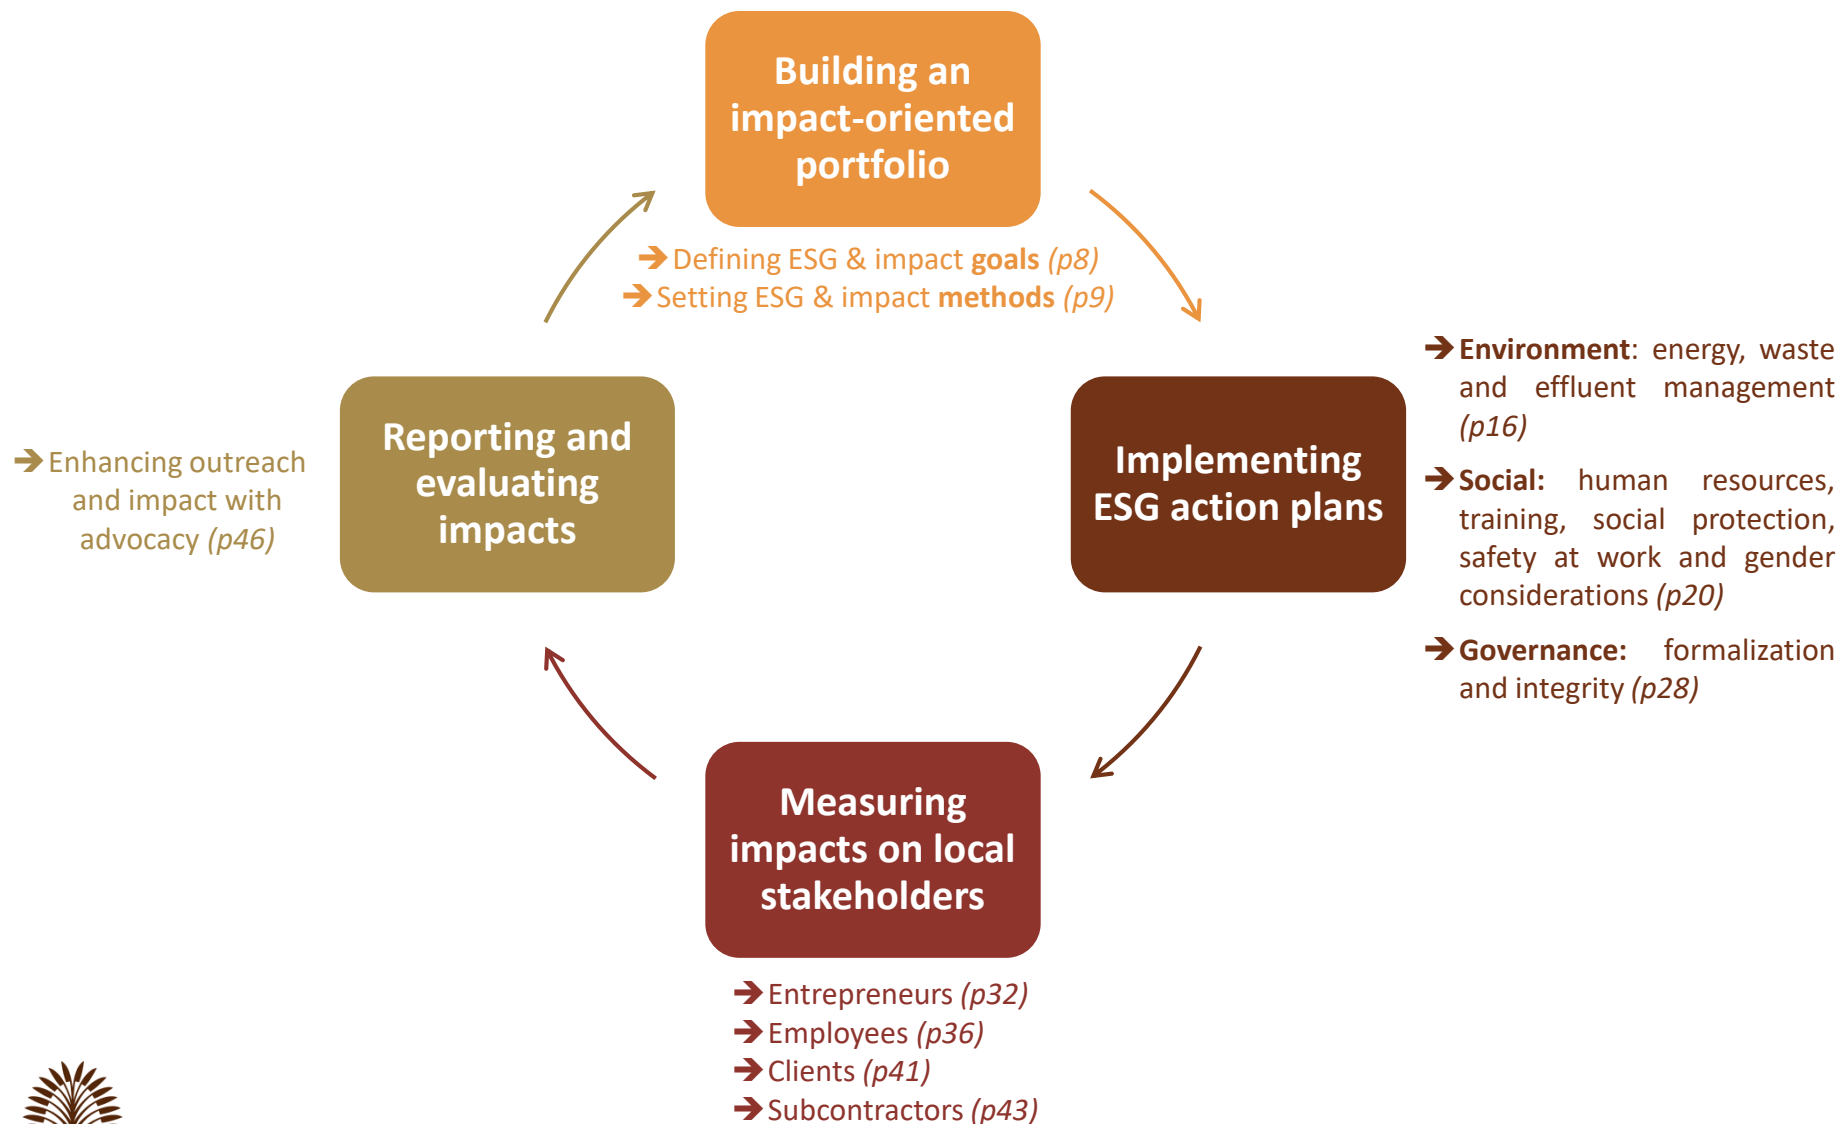 Building an
impact-oriented
portfolio
➔ Defining ESG & impact goals (p8)
➔ Setting ESG & impact methods (p9)
➔ Environment: energy, waste
and effluent management
(p16)
➔ Social: human resources,
training, social protection,
safety at work and gender
considerations (p20)
➔ Governance: formalization
and integrity (p28)
Implementing
ESG action plans
Reporting and
evaluating
impacts
➔ Enhancing outreach
and impact with
advocacy (p46)
Measuring
impacts on local
stakeholders
➔ Entrepreneurs (p32)
➔ Employees (p36)
➔ Clients (p41)
➔ Subcontractors (p43)